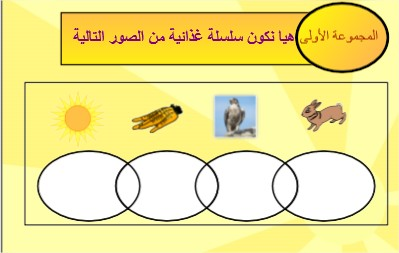 المجموعة الأولى
هيا نكون سلسلة غذائية من الصور التالية